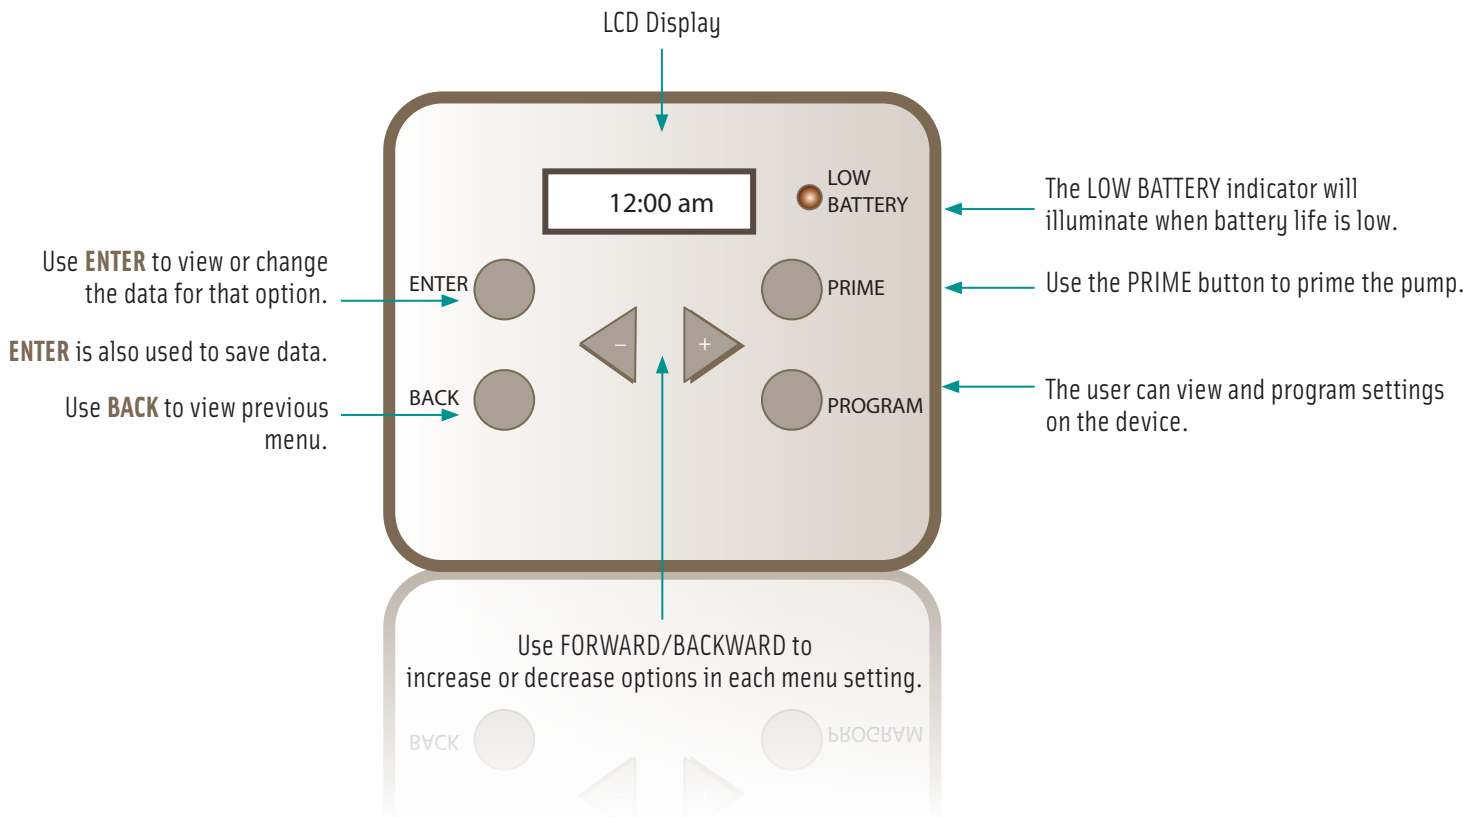 LCD Display
12:00 am
LOW
BATTERY
The LOW BATTERY indicator will
illuminate when battery life is low.
Use ENTER to view or change
the data for that option.
ENTER
PRIME
Use the PRIME button to prime the pump.
ENTER is also used to save data.
–
+
Use BACK to view previous
menu.
BACK
PROGRAM
The user can view and program settings
on the device.
Use FORWARD/BACKWARD to
increase or decrease options in each menu setting.
BACK
PROGRAM
–
+